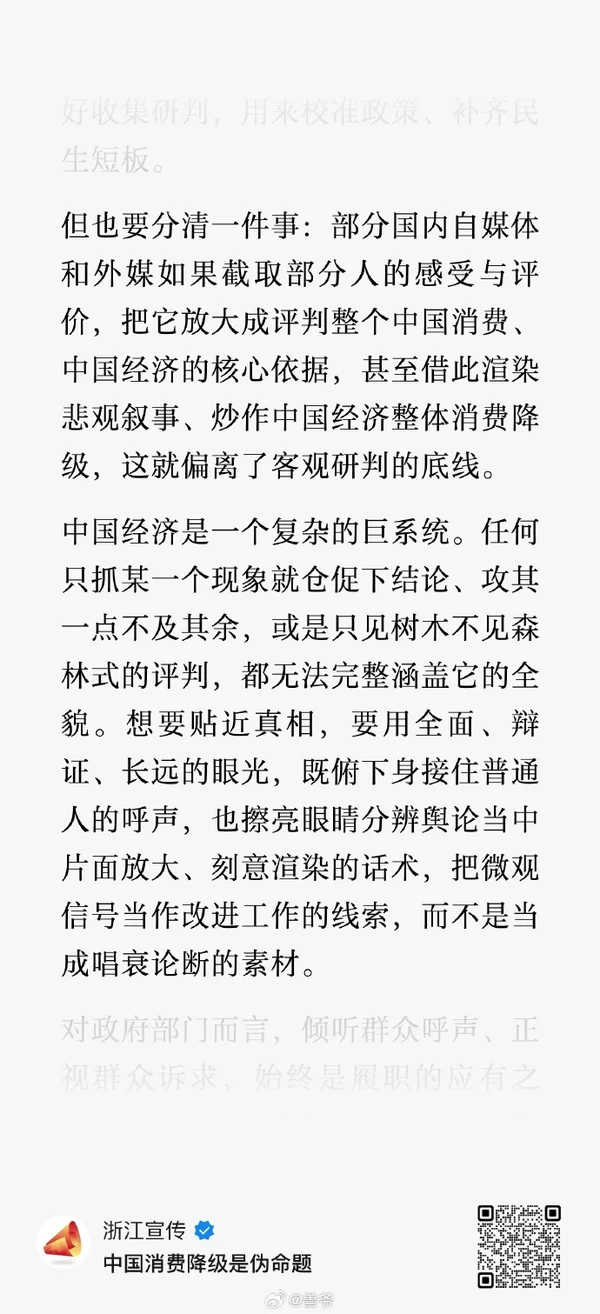 好收集研判，用来校准政策、补齐民
生短板。
但也要分清一件事：部分国内自媒体
和外媒如果截取部分人的感受与评
价，把它放大成评判整个中国消费、
中国经济的核心依据，甚至借此渲染
悲观叙事、炒作中国经济整体消费降
级，这就偏离了客观研判的底线。
中国经济是一个复杂的巨系统。任何
只抓某一个现象就仓促下结论、攻其
一点不及其余，或是只见树木不见森
林式的评判，都无法完整涵盖它的全
貌。想要贴近真相，要用全面、辩
证、长远的眼光，既俯下身接住普通
人的呼声，也擦亮眼睛分辨舆论当中
片面放大、刻意渲染的话术，把微观
信号当作改进工作的线索，而不是当
成唱衰论断的素材。
对政府部门而言，倾听群众呼声、正
视群众诉求，始终是履职的应有之
浙江宣传
中国消费降级是伪命题
@兽爷